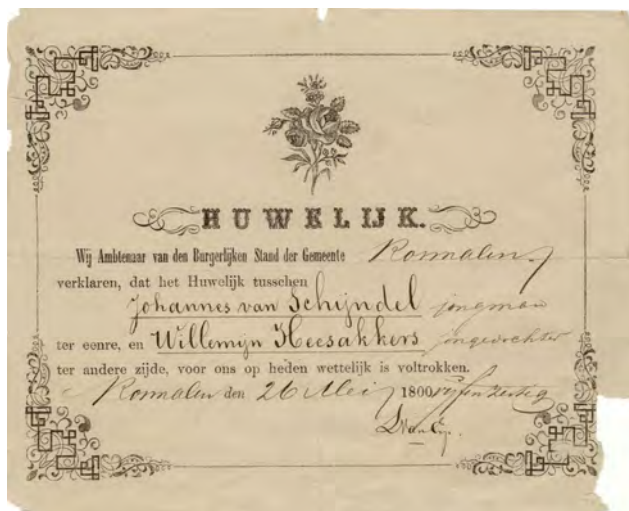 HUWELIJK.
Wij Ambtenaar van den Burgerlijken Stand der Gemeente Rosmalen
verklaren, dat het Huwelijk tusschen
Johannes van Schijndel jongman
ter eenre, en Willemijn Heesakkers jongedochter
ter andere zijde, voor ons op heden wettelijk is voltrokken.
Rosmalen den 26 Mei 1800